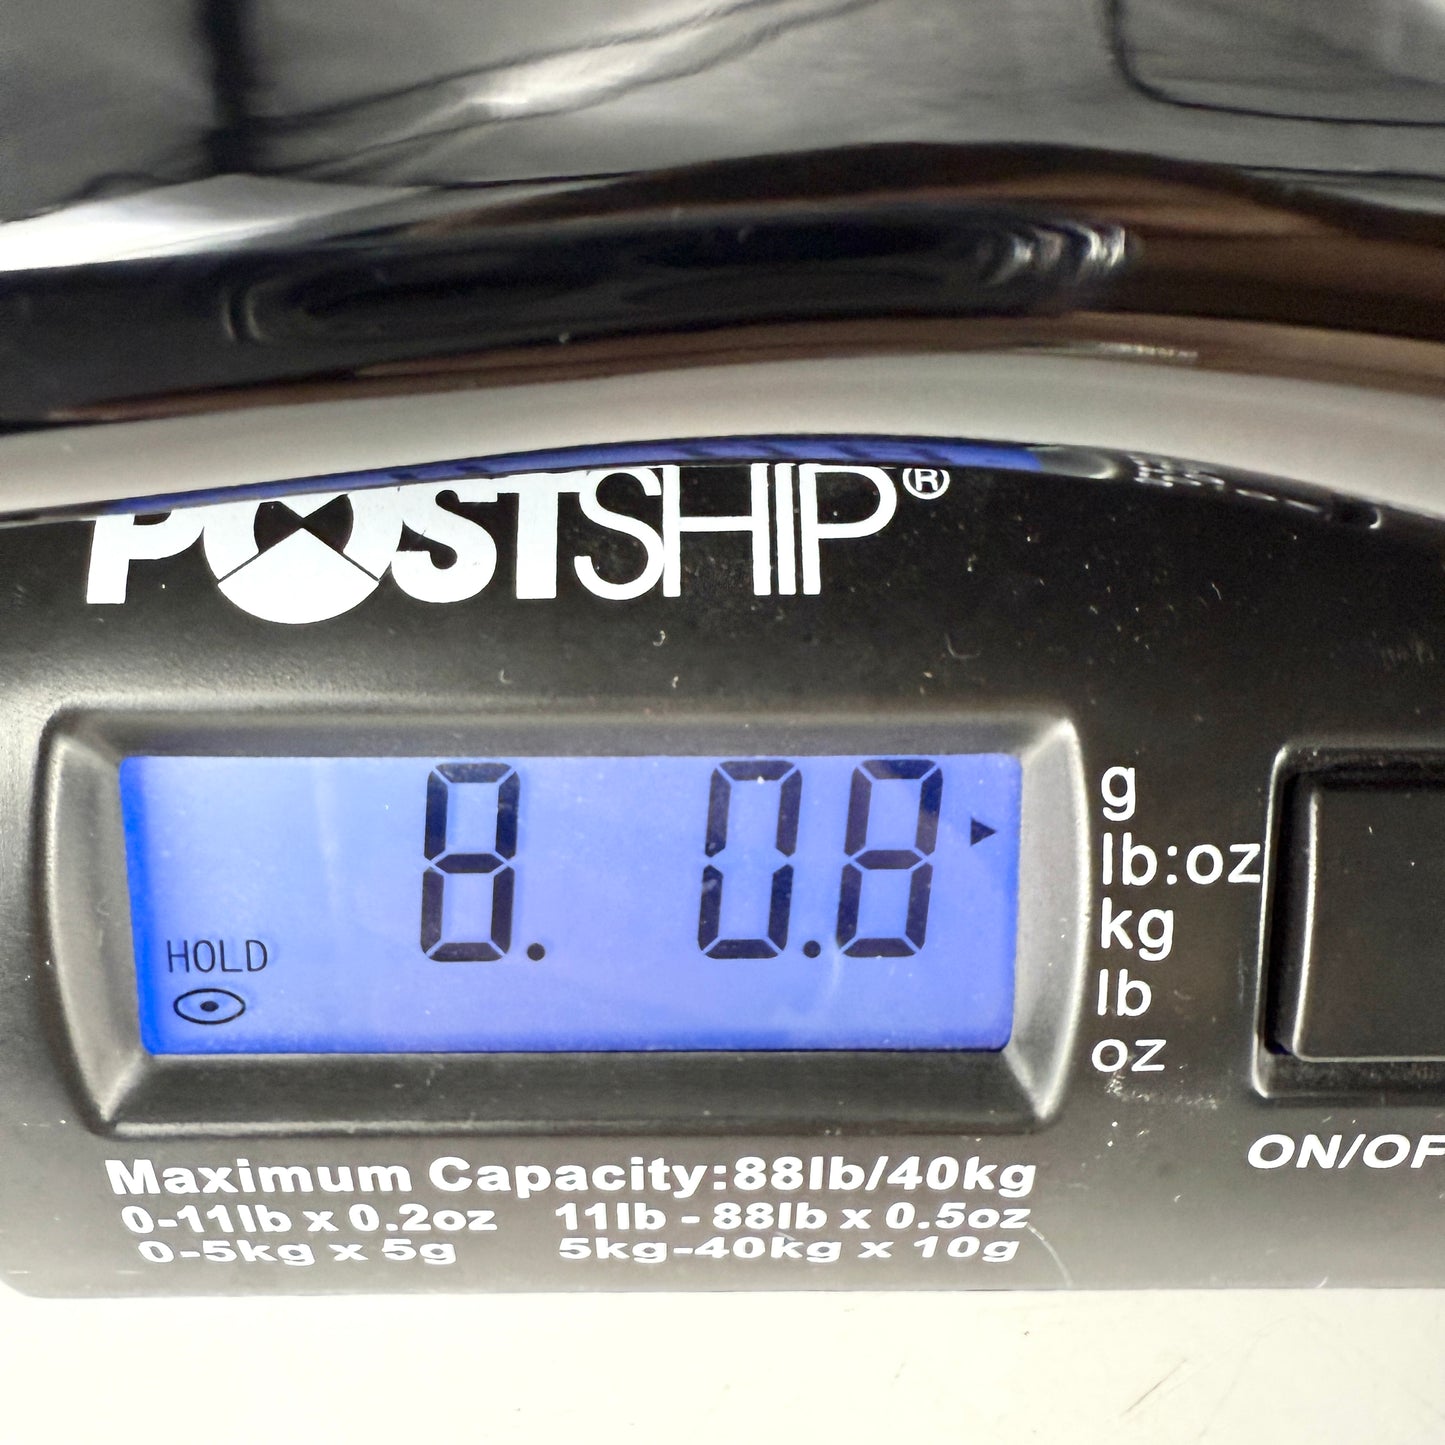 POSTSHIP®
8. 0.8
HOLD
g
lb:oz
kg
lb
oz
ON/OF
Maximum Capacity:88lb/40kg
0-11lb x 0.2oz 11lb - 88lb x 0.5oz
0-5kg x 5g 5kg-40kg x 10g